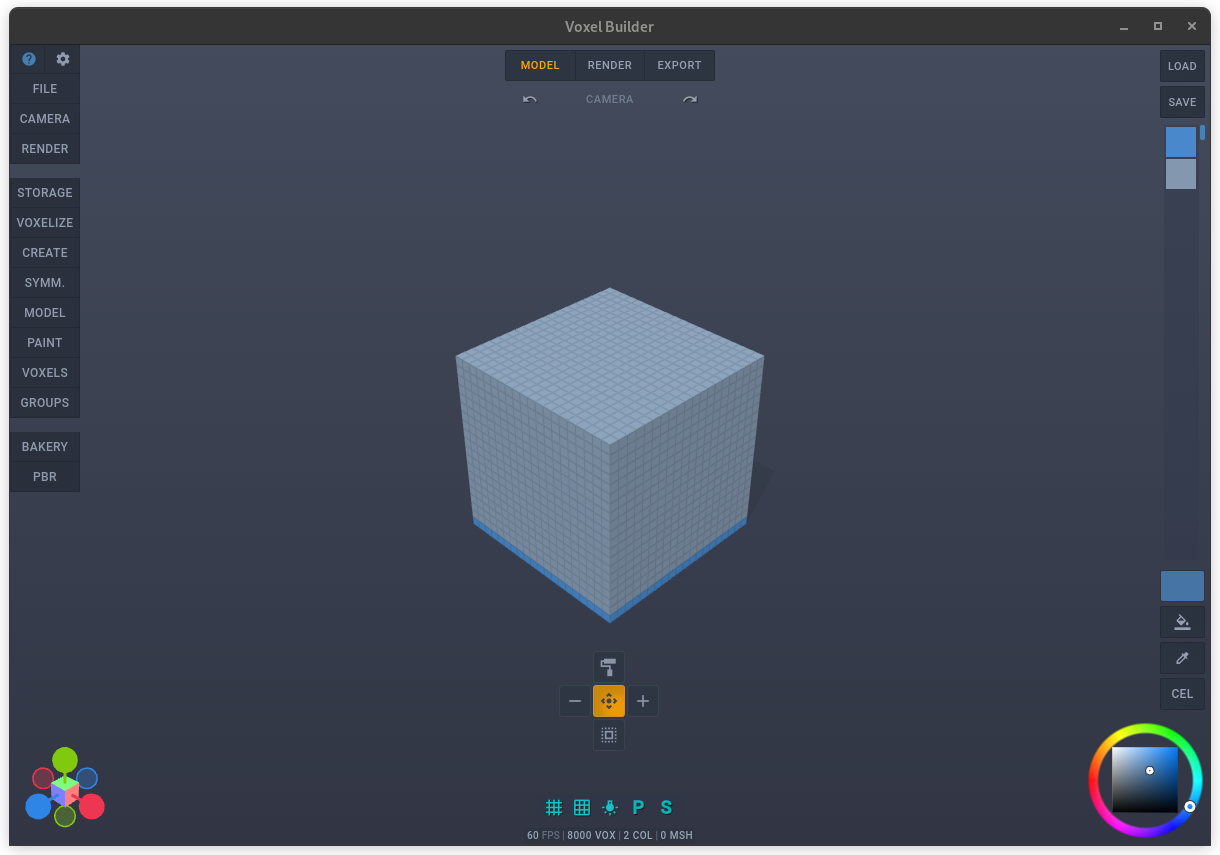 Voxel Builder
MODEL RENDER EXPORT
CAMERA
FILE
CAMERA
RENDER
STORAGE
VOXELIZE
CREATE
SYMM.
MODEL
PAINT
VOXELS
GROUPS
BAKERY
PBR
LOAD
SAVE
CEL
P S
60 FPS | 8000 VOX | 2 COL | 0 MSH